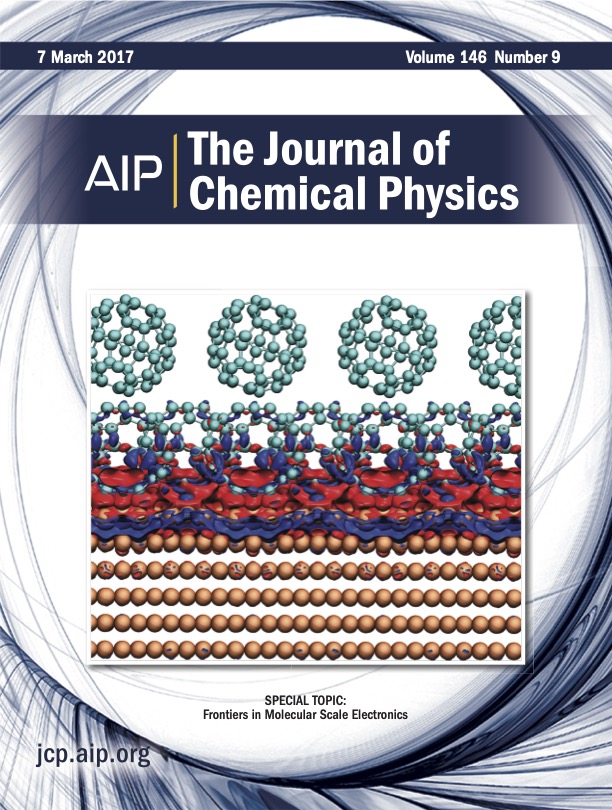 7 March 2017
Volume 146 Number 9
AIP
The Journal of
Chemical Physics
SPECIAL TOPIC:
Frontiers in Molecular Scale Electronics
jcp.aip.org